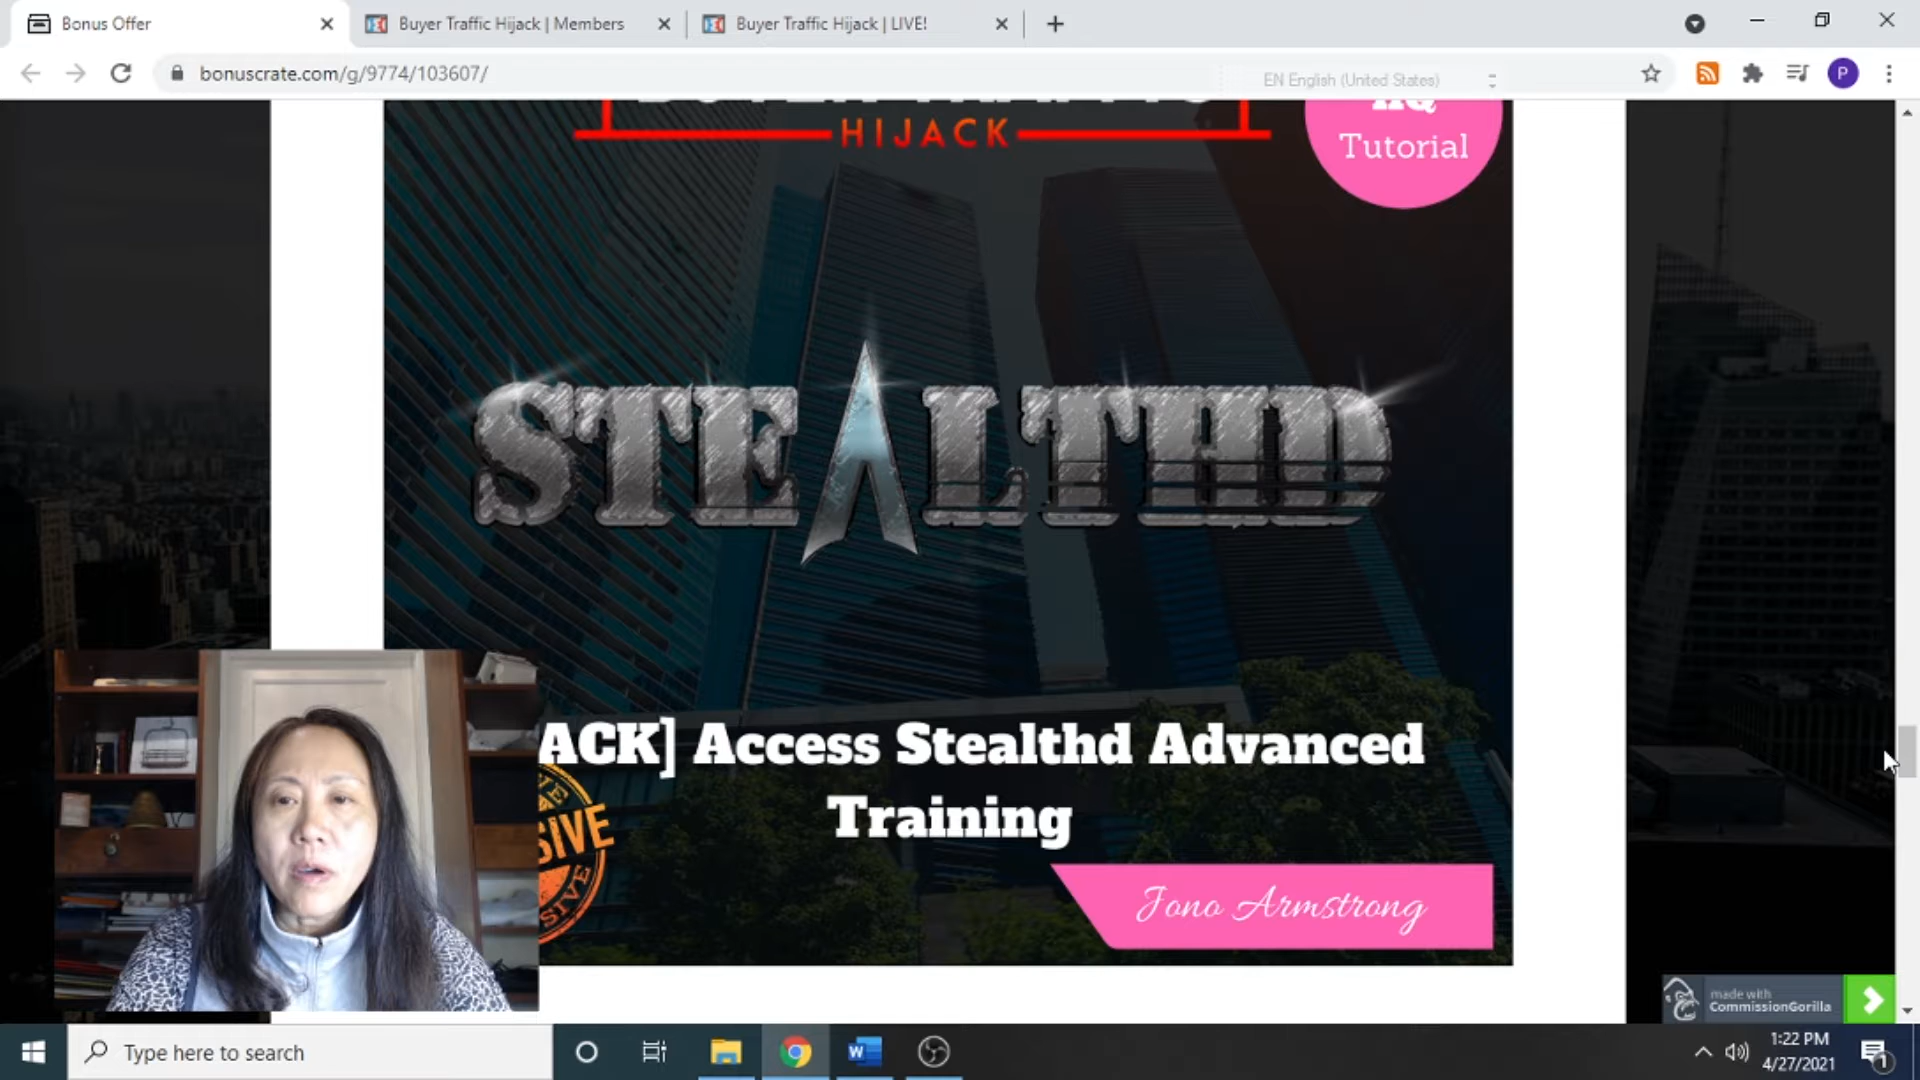 Bonus Offer
Buyer Traffic Hijack | Members
Buyer Traffic Hijack | LIVE!
bonuscrate.com/g/9774/103607/
EN English (United States)
P
HIJACK
Tutorial
STEALTHD
ACK] Access Stealthd Advanced
Training
SIVE
Jono Armstrong
made with
CommissionGorilla
Type here to search
1:22 PM
4/27/2021
1